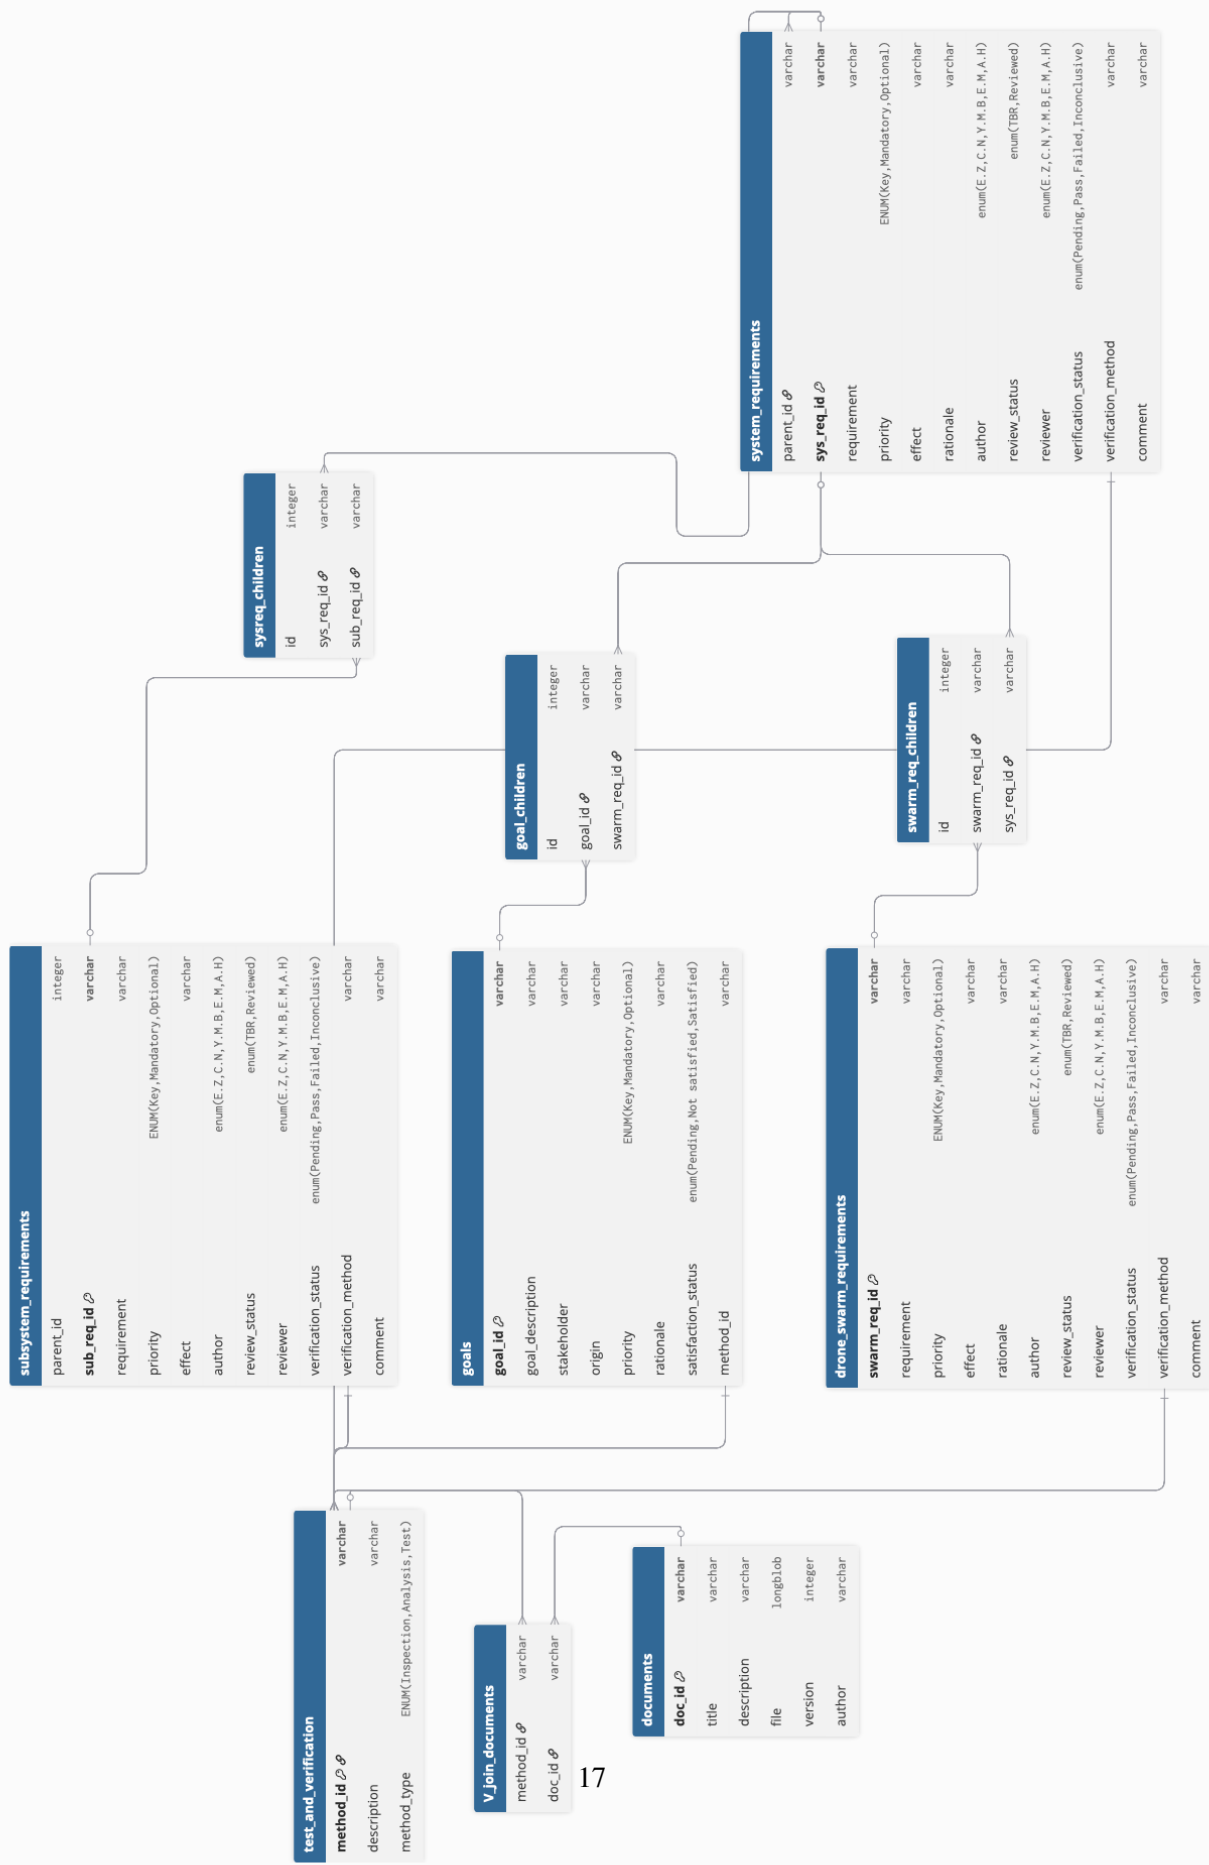 test_and_verification
method_id varchar
description varchar
method_type ENUM(Inspection,Analysis,Test)
V_join_documents
method_id varchar
doc_id varchar
documents
doc_id varchar
title varchar
description varchar
file longblob
version integer
author varchar
subsystem_requirements
parent_id integer
sub_req_id varchar
requirement varchar
priority ENUM(Key,Mandatory,Optional)
effect varchar
author enum(E.Z,C.N,Y.M.B,E.M,A.H)
review_status enum(TBR,Reviewed)
reviewer enum(E.Z,C.N,Y.M.B,E.M,A.H)
verification_status enum(Pending,Pass,Failed,Inconclusive)
verification_method varchar
comment varchar
goals
goal_id varchar
goal_description varchar
stakeholder varchar
origin varchar
priority ENUM(Key,Mandatory,Optional)
rationale varchar
satisfaction_status enum(Pending,Not satisfied,Satisfied)
method_id varchar
drone_swarm_requirements
swarm_req_id varchar
requirement varchar
priority ENUM(Key,Mandatory,Optional)
effect varchar
rationale varchar
author enum(E.Z,C.N,Y.M.B,E.M,A.H)
review_status enum(TBR,Reviewed)
reviewer enum(E.Z,C.N,Y.M.B,E.M,A.H)
verification_status enum(Pending,Pass,Failed,Inconclusive)
verification_method varchar
comment varchar
sysreq_children
id integer
sys_req_id varchar
sub_req_id varchar
goal_children
id integer
goal_id varchar
swarm_req_id varchar
swarm_req_children
id integer
swarm_req_id varchar
sys_req_id varchar
system_requirements
parent_id varchar
sys_req_id varchar
requirement varchar
priority ENUM(Key,Mandatory,Optional)
effect varchar
rationale varchar
author enum(E.Z,C.N,Y.M.B,E.M,A.H)
review_status enum(TBR,Reviewed)
reviewer enum(E.Z,C.N,Y.M.B,E.M,A.H)
verification_status enum(Pending,Pass,Failed,Inconclusive)
verification_method varchar
comment varchar
17